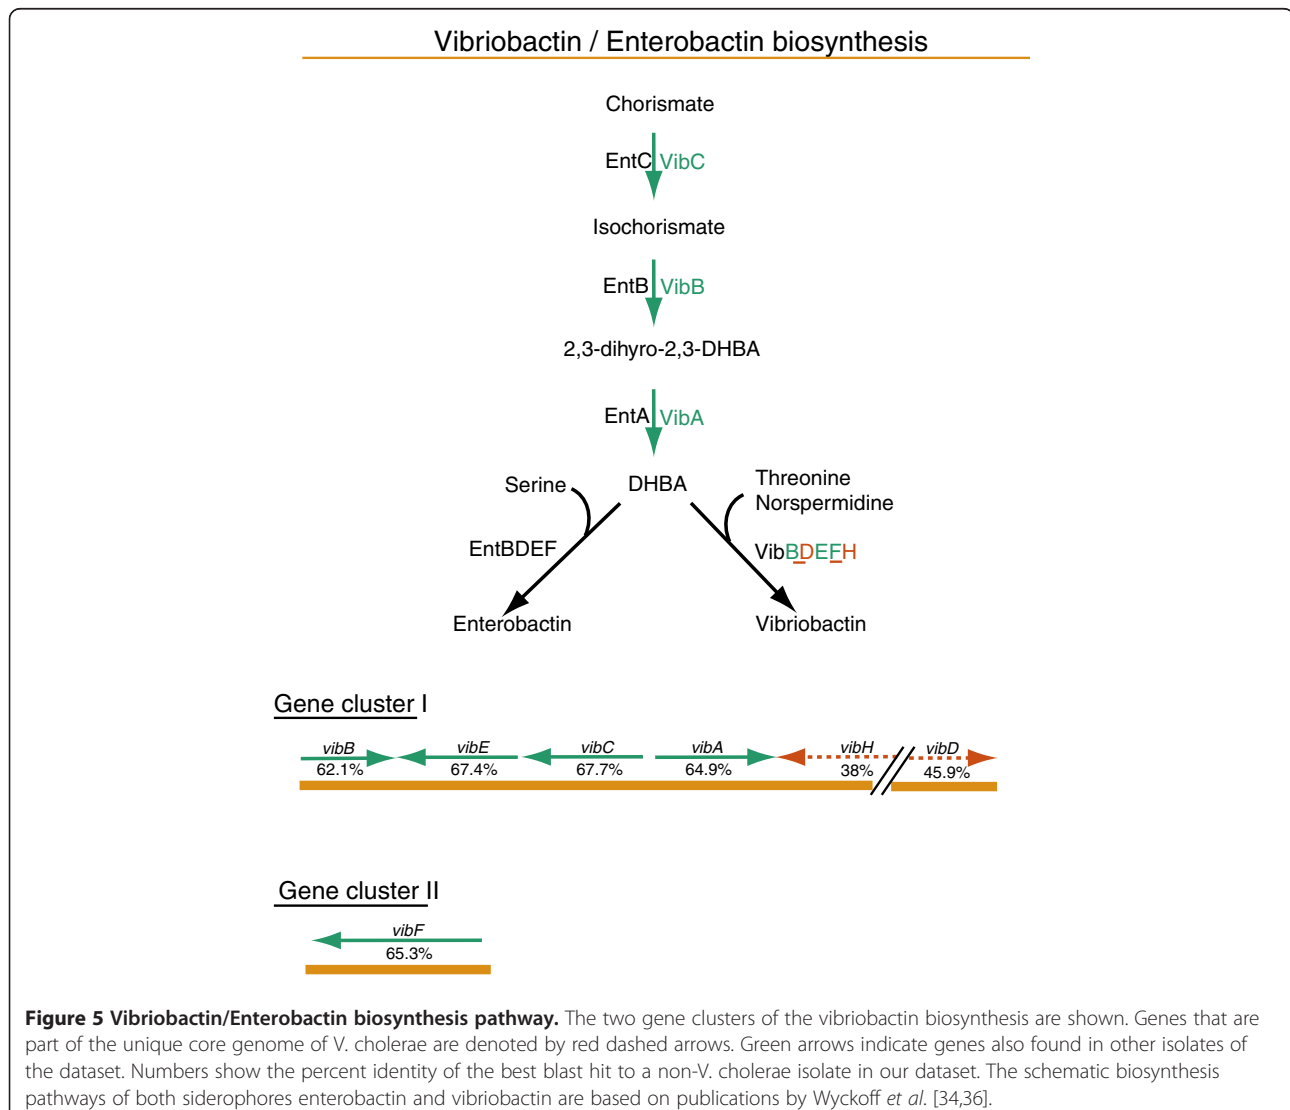 Vibriobactin / Enterobactin biosynthesis
Chorismate
EntC VibC
Isochorismate
EntB VibB
2,3-dihyro-2,3-DHBA
EntA VibA
Serine DHBA Threonine
Norspermidine
EntBDEF VibBDEFH
Enterobactin Vibriobactin
Gene cluster I
vibB vibE vibC vibA vibH vibD
62.1% 67.4% 67.7% 64.9% 38% 45.9%
Gene cluster II
vibF
65.3%
Figure 5 Vibriobactin/Enterobactin biosynthesis pathway. The two gene clusters of the vibriobactin biosynthesis are shown. Genes that are
part of the unique core genome of V. cholerae are denoted by red dashed arrows. Green arrows indicate genes also found in other isolates of
the dataset. Numbers show the percent identity of the best blast hit to a non-V. cholerae isolate in our dataset. The schematic biosynthesis
pathways of both siderophores enterobactin and vibriobactin are based on publications by Wyckoff et al. [34,36].